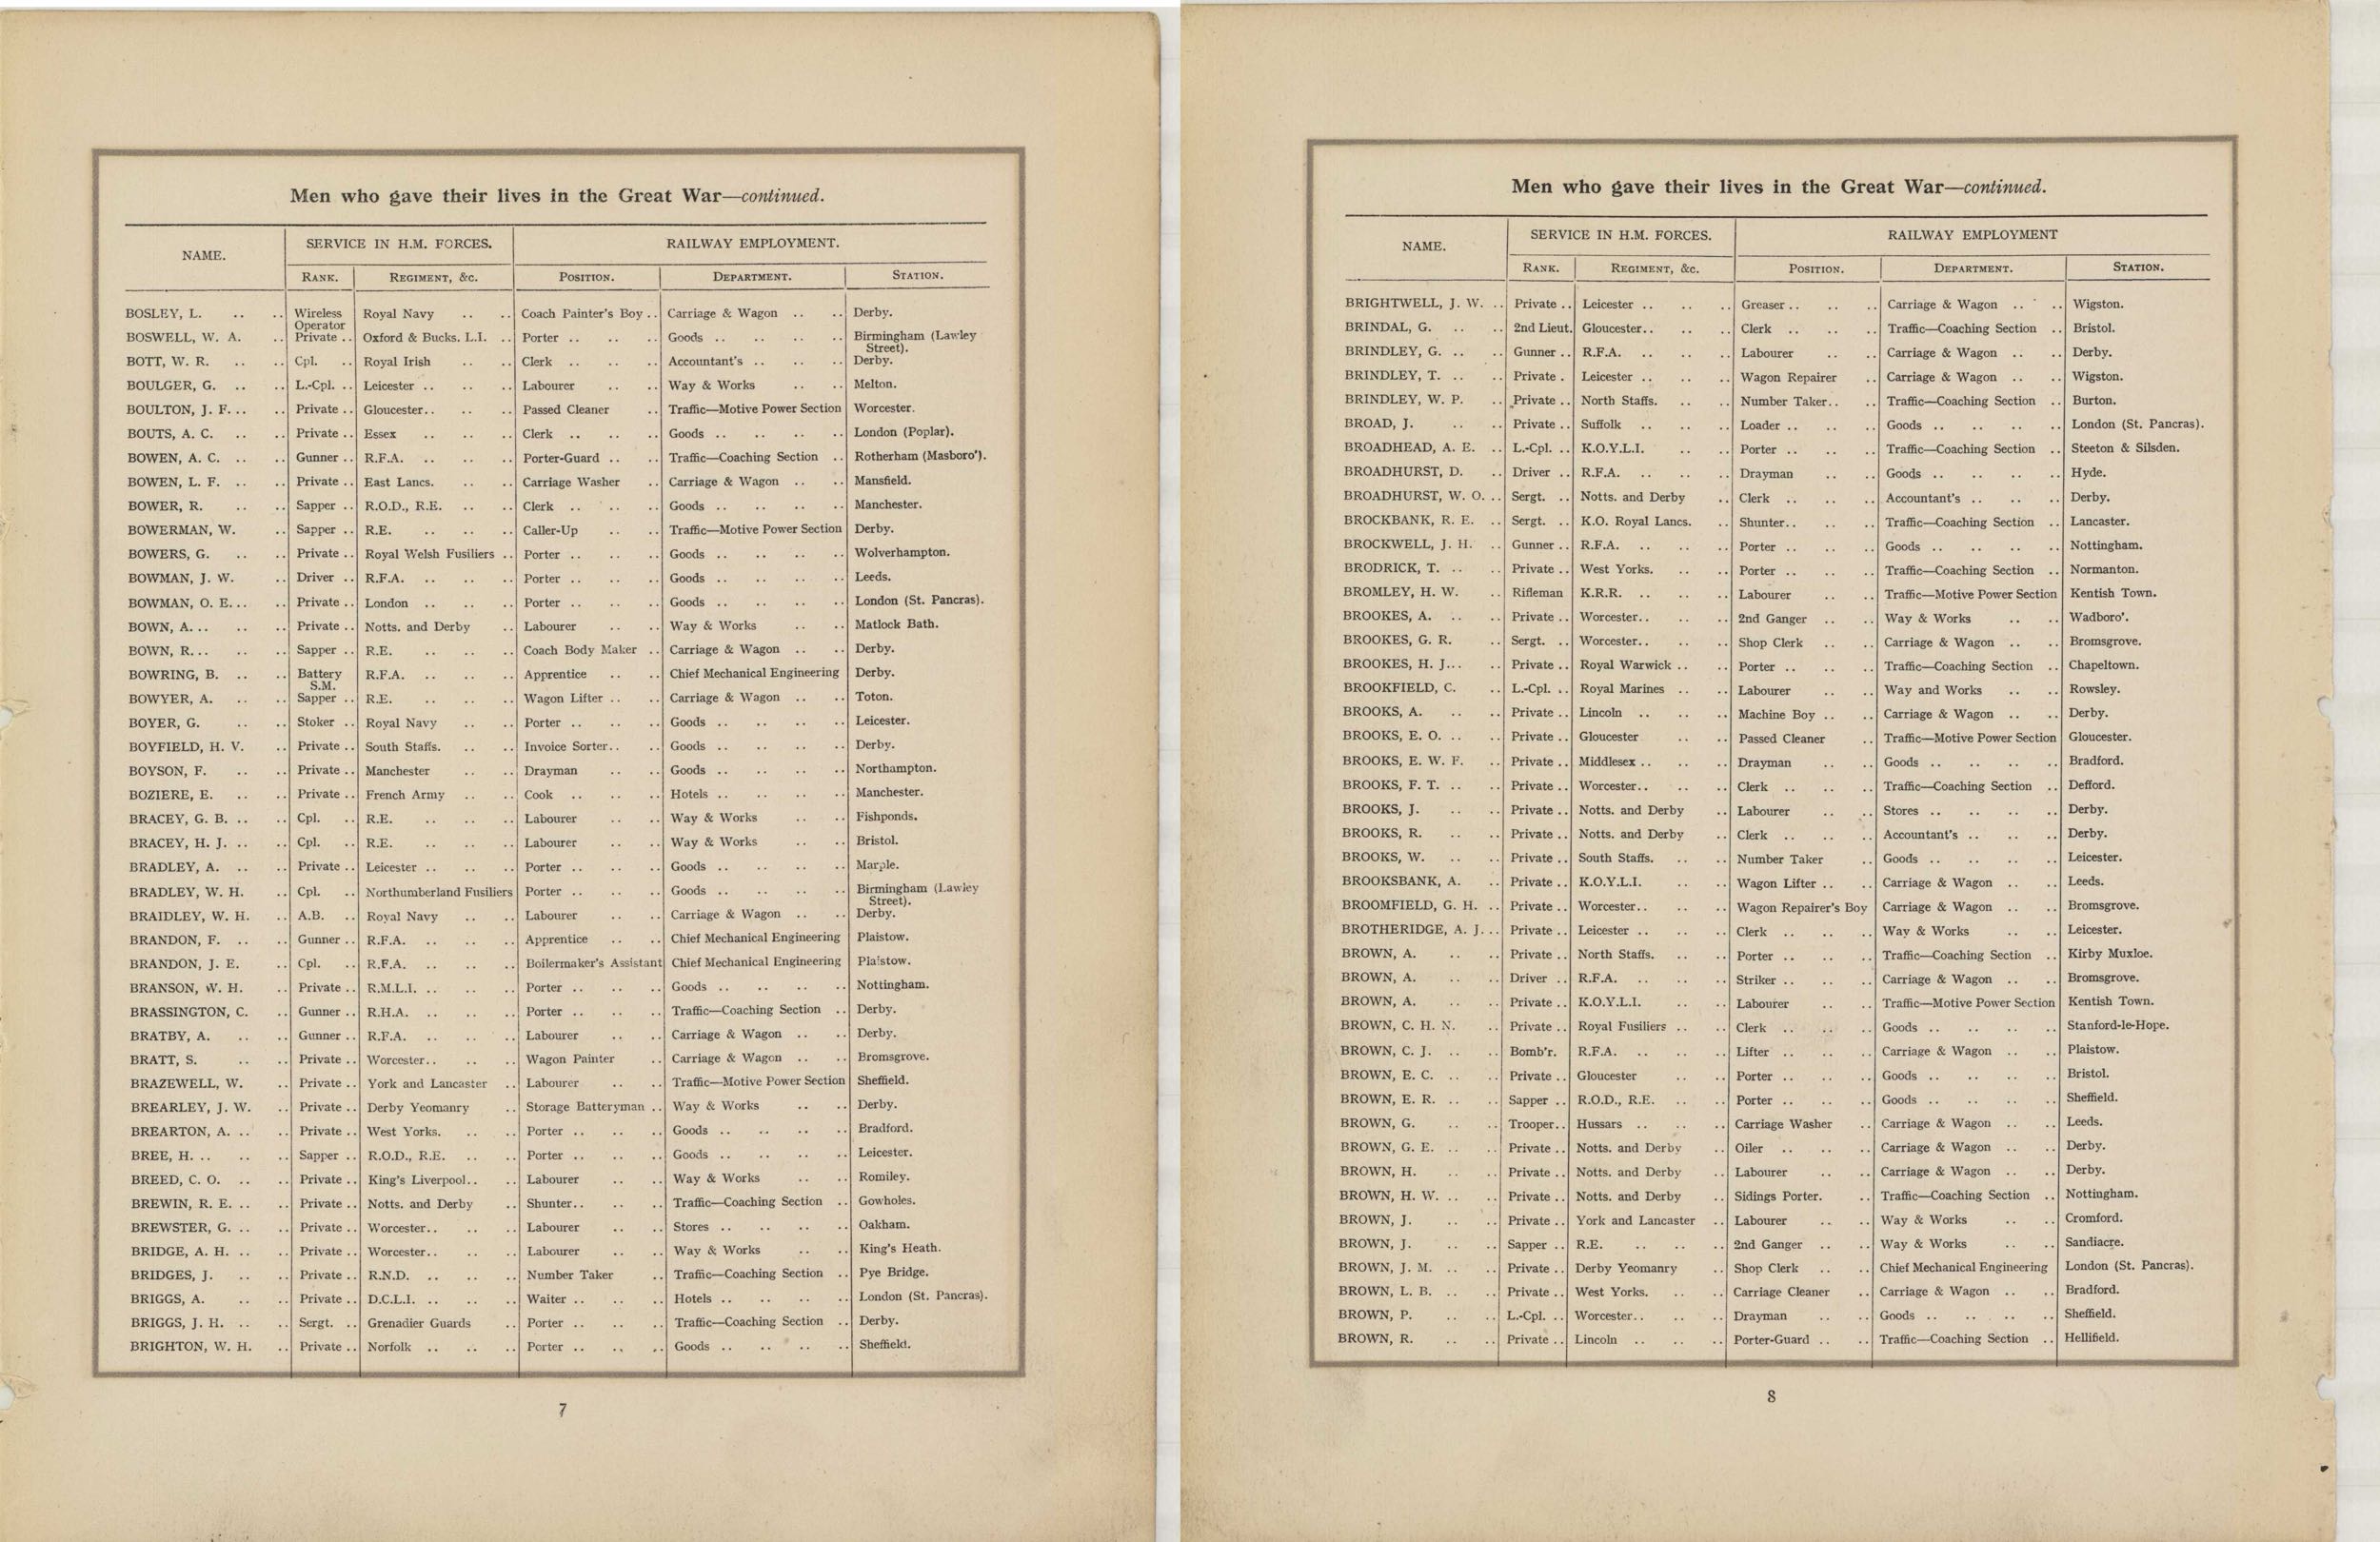 Men who gave their lives in the Great War—continued.
NAME. SERVICE IN H.M. FORCES. RAILWAY EMPLOYMENT.
RANK. REGIMENT, &c. POSITION. DEPARTMENT. STATION.
BOSLEY, L. .. .. Wireless Operator Royal Navy .. .. Coach Painter's Boy .. Carriage & Wagon .. .. Derby.
BOSWELL, W. A. .. Private .. Oxford & Bucks. L.I. .. Porter .. .. .. Goods .. .. .. .. Birmingham (Lawley Street).
BOTT, W. R. .. Cpl. .. Royal Irish .. .. Clerk .. .. .. Accountant's .. .. .. Derby.
BOULGER, G. .. .. L.-Cpl. .. Leicester .. .. .. Labourer .. .. Way & Works .. .. Melton.
BOULTON, J. F... .. Private .. Gloucester.. .. .. Passed Cleaner .. Traffic—Motive Power Section Worcester.
BOUTS, A. C. .. .. Private .. Essex .. .. .. Clerk .. .. .. Goods .. .. .. .. London (Poplar).
BOWEN, A. C. .. .. Gunner .. R.F.A. .. .. .. Porter-Guard .. .. Traffic—Coaching Section .. Rotherham (Masboro').
BOWEN, L. F. .. .. Private .. East Lancs. .. .. Carriage Washer .. Carriage & Wagon .. .. Mansfield.
BOWER, R. .. .. Sapper .. R.O.D., R.E. .. .. Clerk .. .. .. Goods .. .. .. .. Manchester.
BOWERMAN, W. .. Sapper .. R.E. .. .. .. Caller-Up .. .. Traffic—Motive Power Section Derby.
BOWERS, G. .. .. Private .. Royal Welsh Fusiliers .. Porter .. .. .. Goods .. .. .. .. Wolverhampton.
BOWMAN, J. W. .. Driver .. R.F.A. .. .. .. Porter .. .. .. Goods .. .. .. .. Leeds.
BOWMAN, O. E... .. Private .. London .. .. .. Porter .. .. .. Goods .. .. .. .. London (St. Pancras).
BOWN, A... .. .. Private .. Notts. and Derby .. Labourer .. .. Way & Works .. .. Matlock Bath.
BOWN, R... .. .. Sapper .. R.E. .. .. .. Coach Body Maker .. Carriage & Wagon .. .. Derby.
BOWRING, B. .. .. Battery S.M. R.F.A. .. .. .. Apprentice .. .. Chief Mechanical Engineering Derby.
BOWYER, A. .. .. Sapper .. R.E. .. .. .. Wagon Lifter .. .. Carriage & Wagon .. .. Toton.
BOYER, G. .. .. Stoker .. Royal Navy .. .. Porter .. .. .. Goods .. .. .. .. Leicester.
BOYFIELD, H. V. .. Private .. South Staffs. .. .. Invoice Sorter.. .. Goods .. .. .. .. Derby.
BOYSON, F. .. .. Private .. Manchester .. .. Drayman .. .. Goods .. .. .. .. Northampton.
BOZIERE, E. .. .. Private .. French Army .. .. Cook .. .. .. Hotels .. .. .. .. Manchester.
BRACEY, G. B. .. .. Cpl. .. R.E. .. .. .. Labourer .. .. Way & Works .. .. Fishponds.
BRACEY, H. J. .. .. Cpl. .. R.E. .. .. .. Labourer .. .. Way & Works .. .. Bristol.
BRADLEY, A. .. .. Private .. Leicester .. .. .. Porter .. .. .. Goods .. .. .. .. Marple.
BRADLEY, W. H. .. Cpl. .. Northumberland Fusiliers Porter .. .. .. Goods .. .. .. .. Birmingham (Lawley Street).
BRAIDLEY, W. H. .. A.B. .. Royal Navy .. .. Labourer .. .. Carriage & Wagon .. .. Derby.
BRANDON, F. .. .. Gunner .. R.F.A. .. .. .. Apprentice .. .. Chief Mechanical Engineering Plaistow.
BRANDON, J. E. .. Cpl. .. R.F.A. .. .. .. Boilermaker's Assistant Chief Mechanical Engineering Plaistow.
BRANSON, W. H. .. Private .. R.M.L.I. .. .. .. Porter .. .. .. Goods .. .. .. .. Nottingham.
BRASSINGTON, C. .. Gunner .. R.H.A. .. .. .. Porter .. .. .. Traffic—Coaching Section .. Derby.
BRATBY, A. .. .. Gunner .. R.F.A. .. .. .. Labourer .. .. Carriage & Wagon .. .. Derby.
BRATT, S. .. .. Private .. Worcester.. .. .. Wagon Painter .. Carriage & Wagon .. .. Bromsgrove.
BRAZEWELL, W. .. Private .. York and Lancaster .. Labourer .. .. Traffic—Motive Power Section Sheffield.
BREARLEY, J. W. .. Private .. Derby Yeomanry .. Storage Batteryman .. Way & Works .. .. Derby.
BREARTON, A. .. .. Private .. West Yorks. .. .. Porter .. .. .. Goods .. .. .. .. Bradford.
BREE, H. .. .. .. Sapper .. R.O.D., R.E. .. .. Porter .. .. .. Goods .. .. .. .. Leicester.
BREED, C. O. .. .. Private .. King's Liverpool.. .. Labourer .. .. Way & Works .. .. Romiley.
BREWIN, R. E. .. .. Private .. Notts. and Derby .. Shunter.. .. .. Traffic—Coaching Section .. Gowholes.
BREWSTER, G. .. .. Private .. Worcester.. .. .. Labourer .. .. Stores .. .. .. .. Oakham.
BRIDGE, A. H. .. .. Private .. Worcester.. .. .. Labourer .. .. Way & Works .. .. King's Heath.
BRIDGES, J. .. .. Private .. R.N.D. .. .. .. Number Taker .. Traffic—Coaching Section .. Pye Bridge.
BRIGGS, A. .. .. Private .. D.C.L.I. .. .. .. Waiter .. .. .. Hotels .. .. .. .. London (St. Pancras).
BRIGGS, J. H. .. .. Sergt. .. Grenadier Guards .. Porter .. .. .. Traffic—Coaching Section .. Derby.
BRIGHTON, W. H. .. Private .. Norfolk .. .. .. Porter .. .. .. Goods .. .. .. .. Sheffield.
7
Men who gave their lives in the Great War—continued.
NAME. SERVICE IN H.M. FORCES. RAILWAY EMPLOYMENT
RANK. REGIMENT, &c. POSITION. DEPARTMENT. STATION.
BRIGHTWELL, J. W. .. Private .. Leicester .. .. .. Greaser .. .. .. Carriage & Wagon .. .. Wigston.
BRINDAL, G. .. .. 2nd Lieut. Gloucester.. .. .. Clerk .. .. .. Traffic—Coaching Section .. Bristol.
BRINDLEY, G. .. .. Gunner .. R.F.A. .. .. .. Labourer .. .. Carriage & Wagon .. .. Derby.
BRINDLEY, T. .. .. Private . Leicester .. .. .. Wagon Repairer .. Carriage & Wagon .. .. Wigston.
BRINDLEY, W. P. .. Private .. North Staffs. .. .. Number Taker.. .. Traffic—Coaching Section .. Burton.
BROAD, J. .. .. Private .. Suffolk .. .. .. Loader .. .. .. Goods .. .. .. .. London (St. Pancras).
BROADHEAD, A. E. .. L.-Cpl. .. K.O.Y.L.I. .. .. Porter .. .. .. Traffic—Coaching Section .. Steeton & Silsden.
BROADHURST, D. .. Driver .. R.F.A. .. .. .. Drayman .. .. Goods .. .. .. .. Hyde.
BROADHURST, W. O. .. Sergt. .. Notts. and Derby .. Clerk .. .. .. Accountant's .. .. .. Derby.
BROCKBANK, R. E. .. Sergt. .. K.O. Royal Lancs. .. Shunter.. .. .. Traffic—Coaching Section .. Lancaster.
BROCKWELL, J. H. .. Gunner .. R.F.A. .. .. .. Porter .. .. .. Goods .. .. .. .. Nottingham.
BRODRICK, T. .. .. Private .. West Yorks. .. .. Porter .. .. .. Traffic—Coaching Section .. Normanton.
BROMLEY, H. W. .. Rifleman K.R.R. .. .. .. Labourer .. .. Traffic—Motive Power Section Kentish Town.
BROOKES, A. .. .. Private .. Worcester.. .. .. 2nd Ganger .. .. Way & Works .. .. Wadboro'.
BROOKES, G. R. .. Sergt. .. Worcester.. .. .. Shop Clerk .. .. Carriage & Wagon .. .. Bromsgrove.
BROOKES, H. J... .. Private .. Royal Warwick .. .. Porter .. .. .. Traffic—Coaching Section .. Chapeltown.
BROOKFIELD, C. .. L.-Cpl. .. Royal Marines .. .. Labourer .. .. Way and Works .. .. Rowsley.
BROOKS, A. .. .. Private .. Lincoln .. .. .. Machine Boy .. .. Carriage & Wagon .. .. Derby.
BROOKS, E. O. .. .. Private .. Gloucester .. .. Passed Cleaner .. Traffic—Motive Power Section Gloucester.
BROOKS, E. W. F. .. Private .. Middlesex .. .. .. Drayman .. .. Goods .. .. .. .. Bradford.
BROOKS, F. T. .. .. Private .. Worcester.. .. .. Clerk .. .. .. Traffic—Coaching Section .. Defford.
BROOKS, J. .. .. Private .. Notts. and Derby .. Labourer .. .. Stores .. .. .. .. Derby.
BROOKS, R. .. .. Private .. Notts. and Derby .. Clerk .. .. .. Accountant's .. .. .. Derby.
BROOKS, W. .. .. Private .. South Staffs. .. .. Number Taker .. Goods .. .. .. .. Leicester.
BROOKSBANK, A. .. Private .. K.O.Y.L.I. .. .. Wagon Lifter .. .. Carriage & Wagon .. .. Leeds.
BROOMFIELD, G. H. .. Private .. Worcester.. .. .. Wagon Repairer's Boy Carriage & Wagon .. .. Bromsgrove.
BROTHERIDGE, A. J. .. Private .. Leicester .. .. .. Clerk .. .. .. Way & Works .. .. Leicester.
BROWN, A. .. .. Private .. North Staffs. .. .. Porter .. .. .. Traffic—Coaching Section .. Kirby Muxloe.
BROWN, A. .. .. Driver .. R.F.A. .. .. .. Striker .. .. .. Carriage & Wagon .. .. Bromsgrove.
BROWN, A. .. .. Private .. K.O.Y.L.I. .. .. Labourer .. .. Traffic—Motive Power Section Kentish Town.
BROWN, C. H. N. .. Private .. Royal Fusiliers .. .. Clerk .. .. .. Goods .. .. .. .. Stanford-le-Hope.
BROWN, C. J. .. .. Bomb'r. R.F.A. .. .. .. Lifter .. .. .. Carriage & Wagon .. .. Plaistow.
BROWN, E. C. .. .. Private .. Gloucester .. .. Porter .. .. .. Goods .. .. .. .. Bristol.
BROWN, E. R. .. .. Sapper .. R.O.D., R.E. .. .. Porter .. .. .. Goods .. .. .. .. Sheffield.
BROWN, G. .. .. Trooper.. Hussars .. .. .. Carriage Washer .. Carriage & Wagon .. .. Leeds.
BROWN, G. E. .. .. Private .. Notts. and Derby .. Oiler .. .. .. Carriage & Wagon .. .. Derby.
BROWN, H. .. .. Private .. Notts. and Derby .. Labourer .. .. Carriage & Wagon .. .. Derby.
BROWN, H. W. .. .. Private .. Notts. and Derby .. Sidings Porter. .. Traffic—Coaching Section .. Nottingham.
BROWN, J. .. .. Private .. York and Lancaster .. Labourer .. .. Way & Works .. .. Cromford.
BROWN, J. .. .. Sapper .. R.E. .. .. .. 2nd Ganger .. .. Way & Works .. .. Sandiacre.
BROWN, J. M. .. .. Private .. Derby Yeomanry .. Shop Clerk .. .. Chief Mechanical Engineering London (St. Pancras).
BROWN, L. B. .. .. Private .. West Yorks. .. .. Carriage Cleaner .. Carriage & Wagon .. .. Bradford.
BROWN, P. .. .. L.-Cpl. .. Worcester.. .. .. Drayman .. .. Goods .. .. .. .. Sheffield.
BROWN, R. .. .. Private .. Lincoln .. .. .. Porter-Guard .. .. Traffic—Coaching Section .. Hellifield.
8